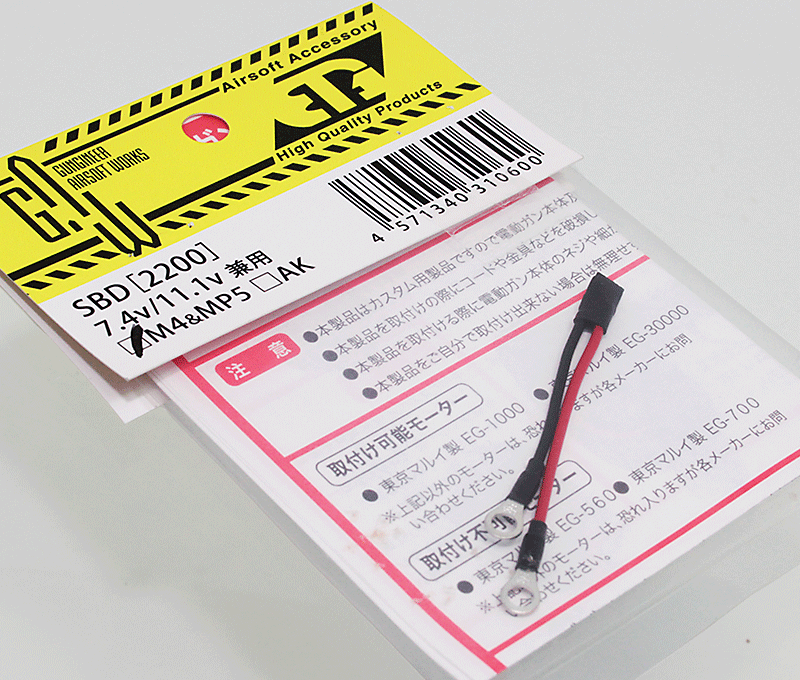 Airsoft Accessory
High Quality Products
GUNGINEER
AIRSOFT WORKS
G.A.W
4 571340 310600
SBD [2200]
7.4v/11.1v 兼用
☑M4&MP5 □AK
注 意
●本製品はカスタム用製品ですので電動ガン本体及
●本製品を取付けの際にコードや金具などを破損し
●本製品を取付ける際に電動ガン本体のネジや細た
●本製品をご自分で取付け出来ない場合は無理せず
取付け可能モーター
●東京マルイ製 EG-1000
●東京マルイ製 EG-30000
※上記以外のモーターは、恐れ入りますが各メーカーにお問
い合わせください。
取付け不可
ーター
●東京マルイ製 EG-560
●東京マルイ製 EG-700
外のモーターは、恐れ入りますが各メーカーにお問
合わせください。